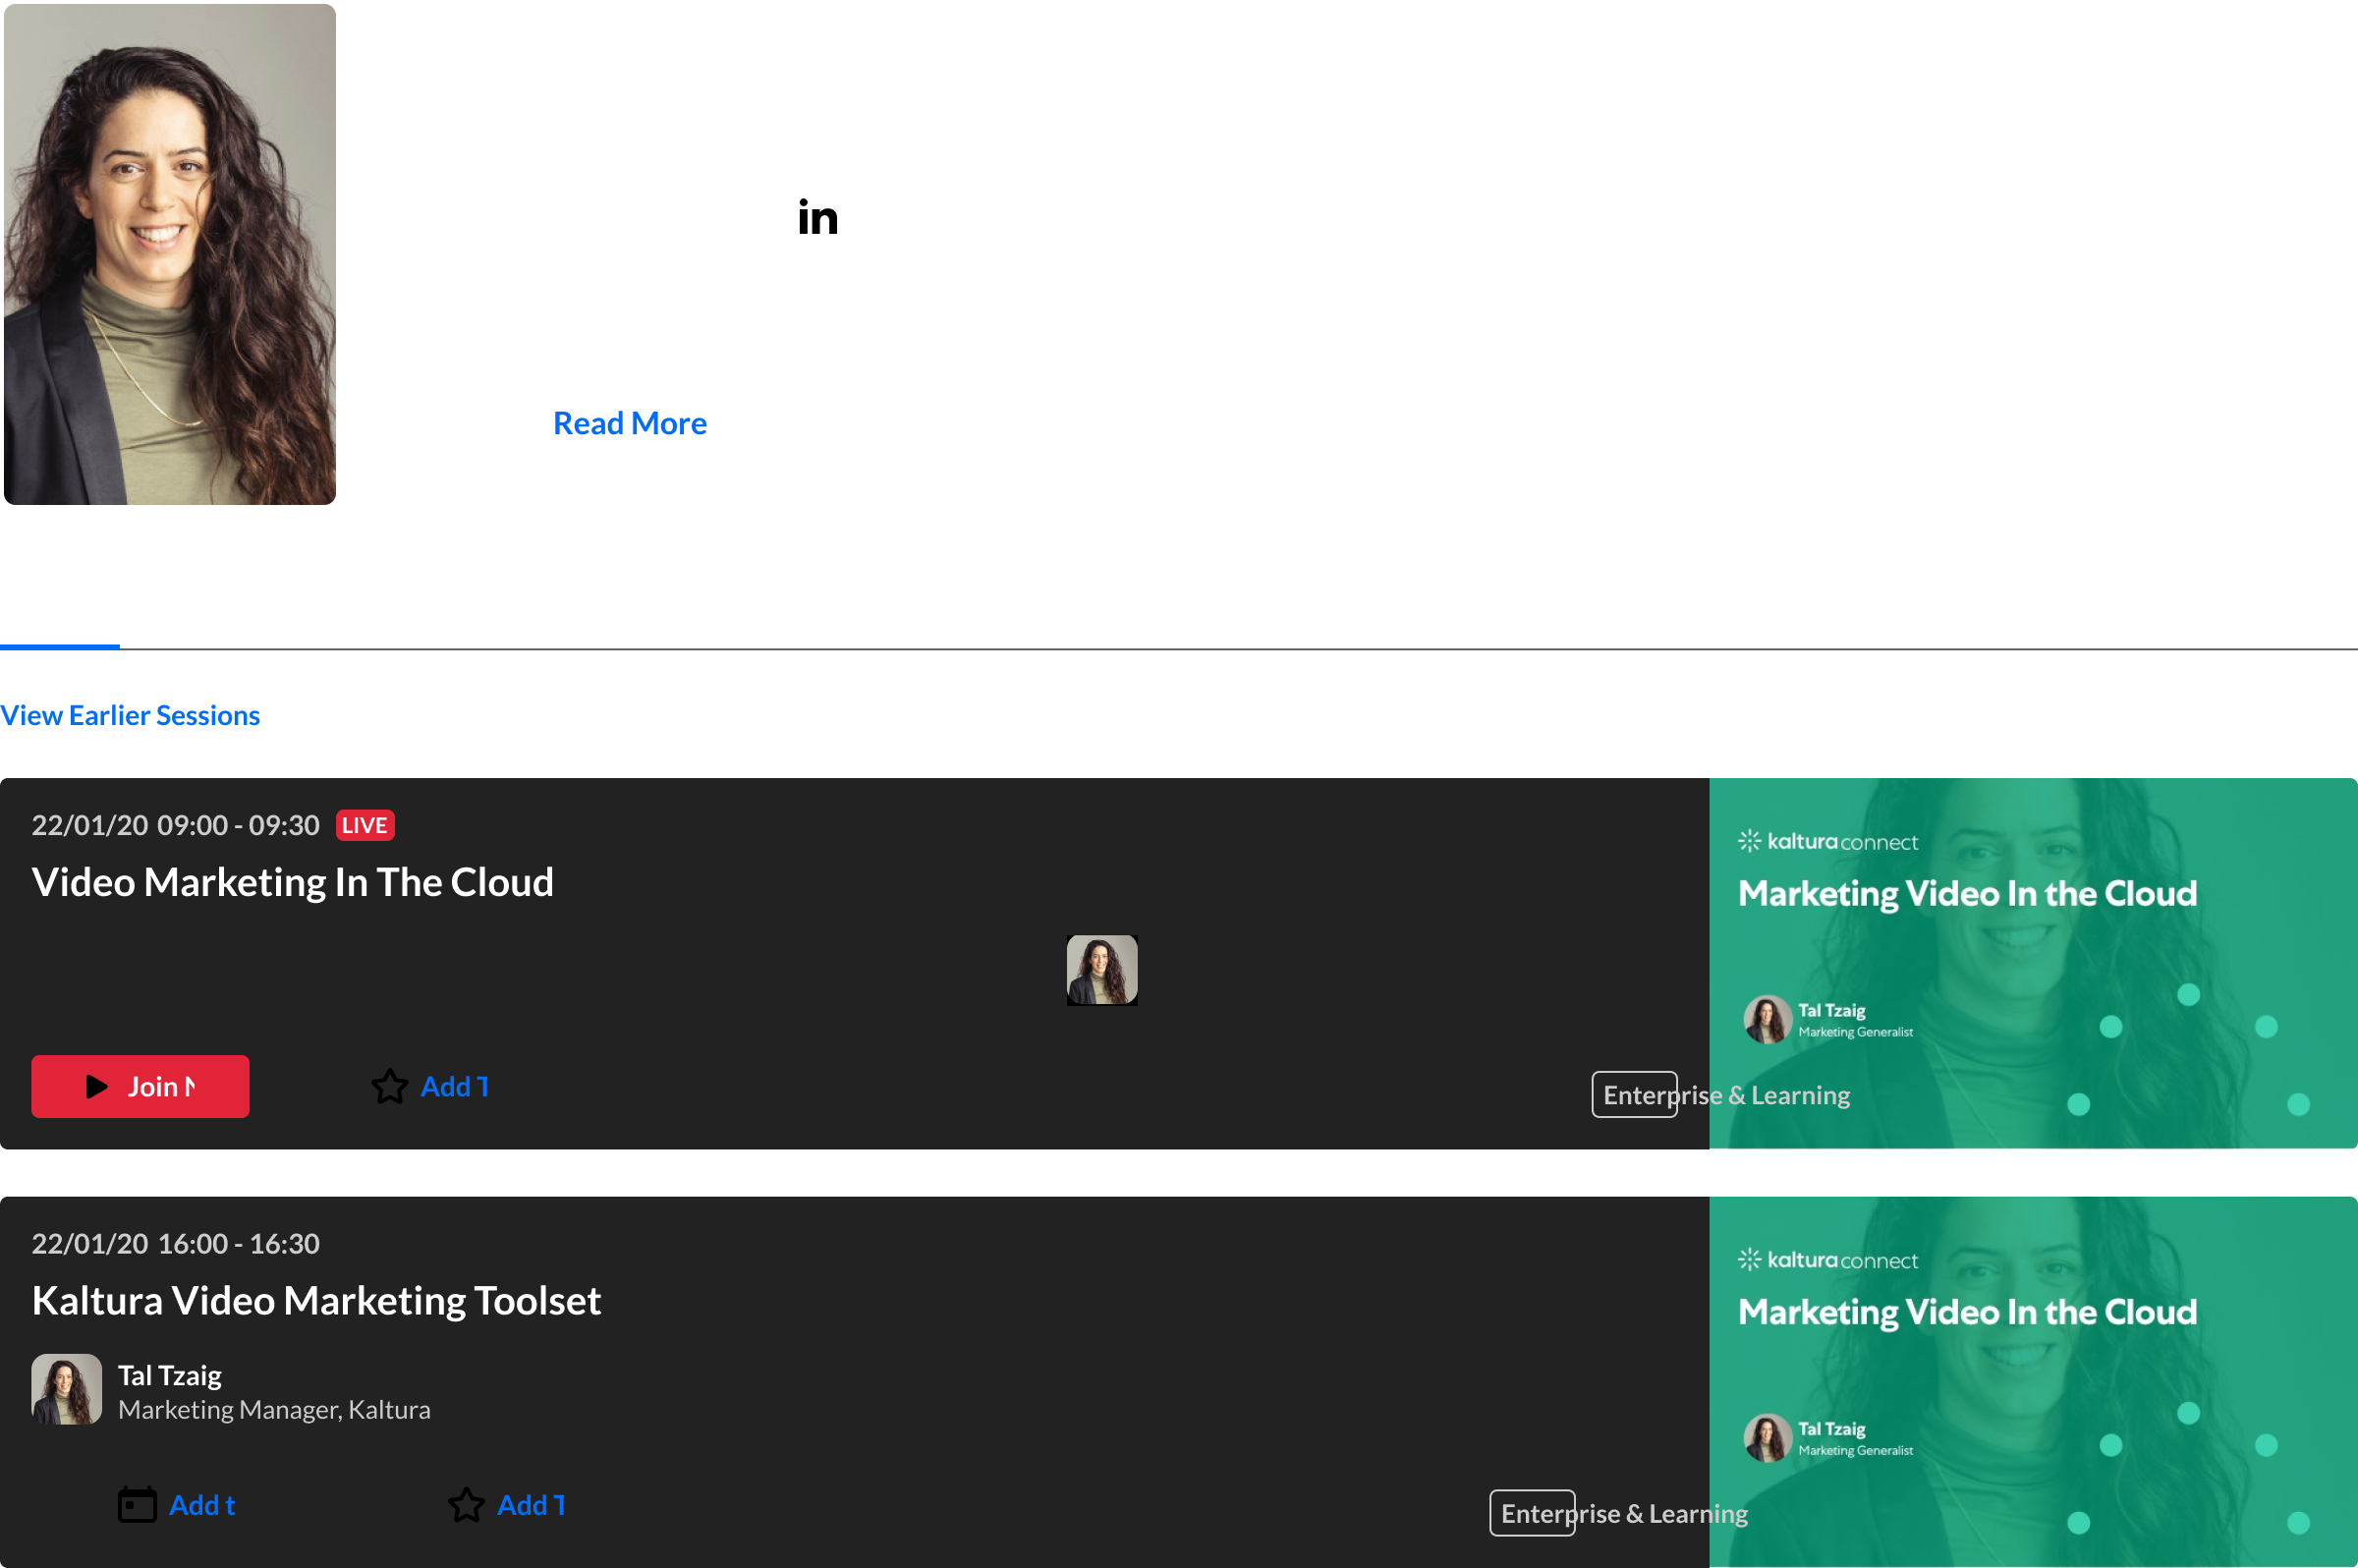 in
Read More
View Earlier Sessions
22/01/20 09:00 - 09:30 LIVE
Video Marketing In The Cloud
Join
Add
Enterprise & Learning
kaltura connect
Marketing Video In the Cloud
Tal Tzaig
Marketing Generalist
22/01/20 16:00 - 16:30
Kaltura Video Marketing Toolset
Tal Tzaig
Marketing Manager, Kaltura
Add t
Add
Enterprise & Learning
kaltura connect
Marketing Video In the Cloud
Tal Tzaig
Marketing Generalist